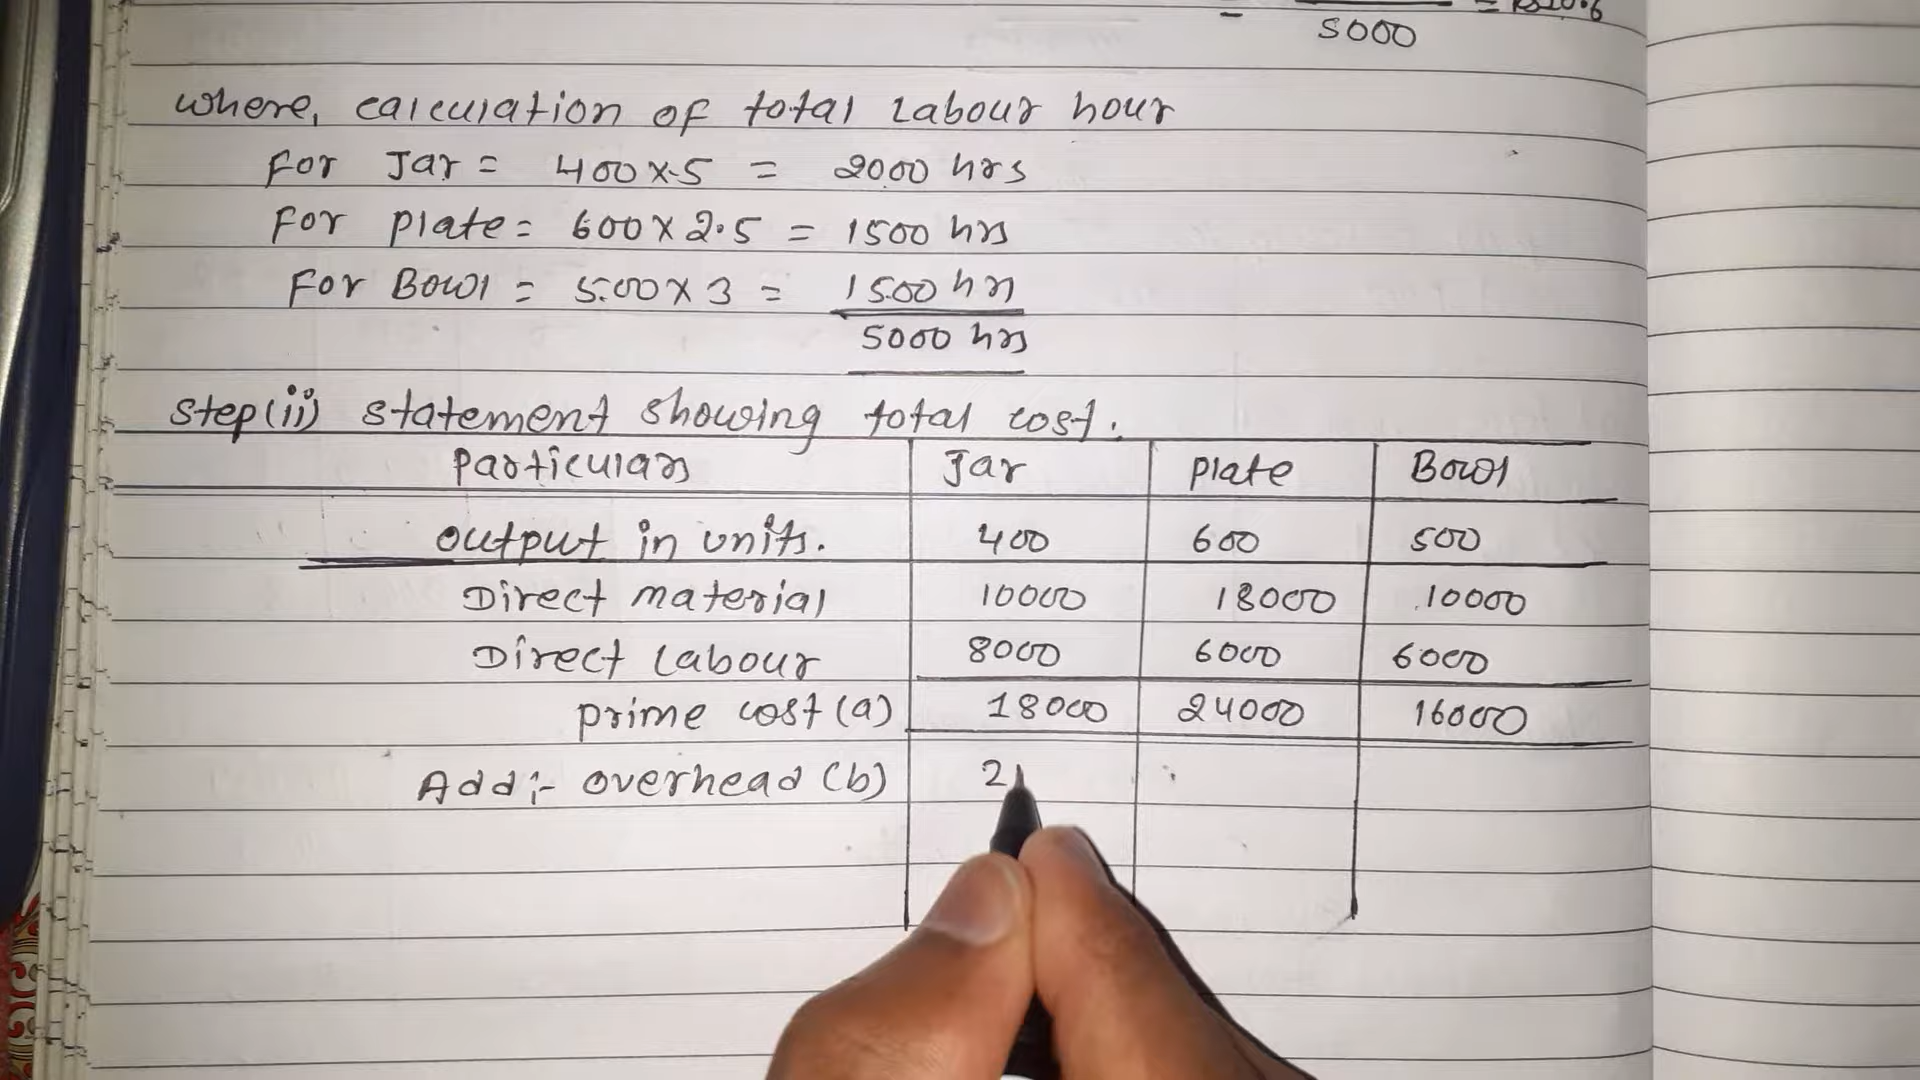 5000
where, calculation of total Labour hour
For Jar = 400 x 5 = 2000 hrs
For plate = 600 x 2.5 = 1500 hrs
For Bowl = 500 x 3 = 1500 hrs
5000 hrs
step(ii) statement showing total cost.
particulars Jar plate Bowl
output in units. 400 600 500
Direct material 10000 18000 10000
Direct Labour 8000 6000 6000
prime cost (a) 18000 24000 16000
Add:- overhead (b) 2